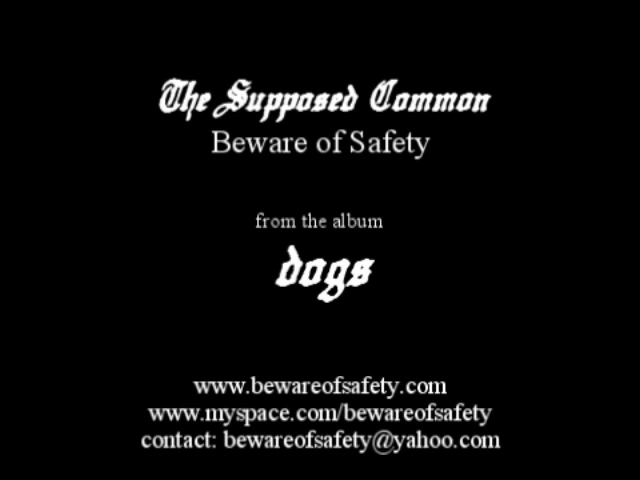 The Supposed Common
Beware of Safety
from the album
dogs
www.bewareofsafety.com
www.myspace.com/bewareofsafety
contact: bewareofsafety@yahoo.com